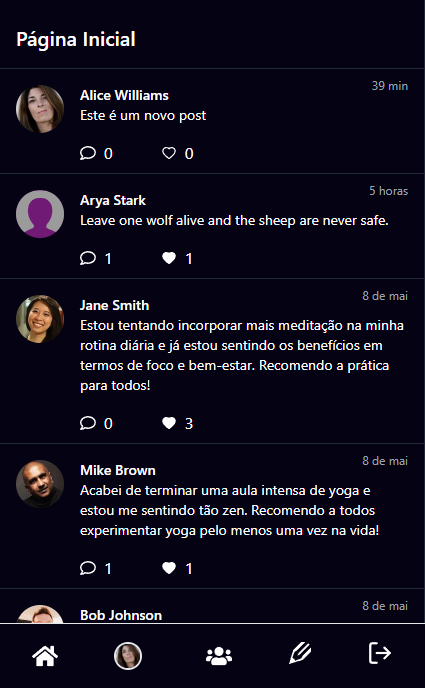 Página Inicial
39 min
Alice Williams
Este é um novo post
0 0
5 horas
Arya Stark
Leave one wolf alive and the sheep are never safe.
1 1
8 de mai
Jane Smith
Estou tentando incorporar mais meditação na minha
rotina diária e já estou sentindo os benefícios em
termos de foco e bem-estar. Recomendo a prática
para todos!
0 3
8 de mai
Mike Brown
Acabei de terminar uma aula intensa de yoga e
estou me sentindo tão zen. Recomendo a todos
experimentar yoga pelo menos uma vez na vida!
1 1
8 de mai
Bob Johnson